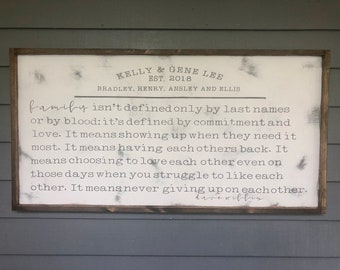 KELLY & GENE LEE
EST. 2018
BRADLEY, HENRY, ANSLEY AND ELLIS
family isn't defined only by last names
or by blood: it's defined by commitment and
love. It means showing up when they need it
most. It means having each others back. It
means choosing to love each other even on
those days when you struggle to like each
other. It means never giving up on eachother.
dave willis